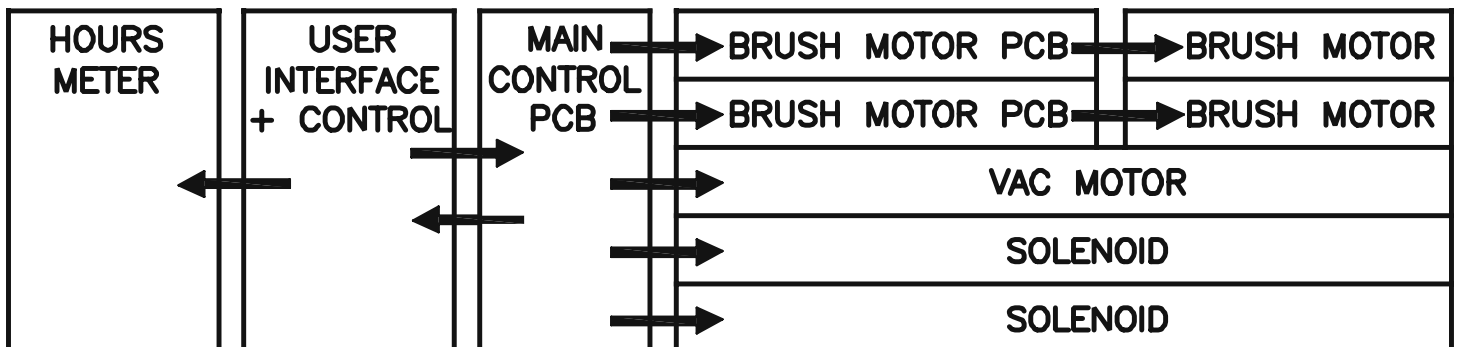 HOURS
METER
USER
INTERFACE
+ CONTROL
MAIN
CONTROL
PCB
BRUSH MOTOR PCB
BRUSH MOTOR
BRUSH MOTOR PCB
BRUSH MOTOR
VAC MOTOR
SOLENOID
SOLENOID